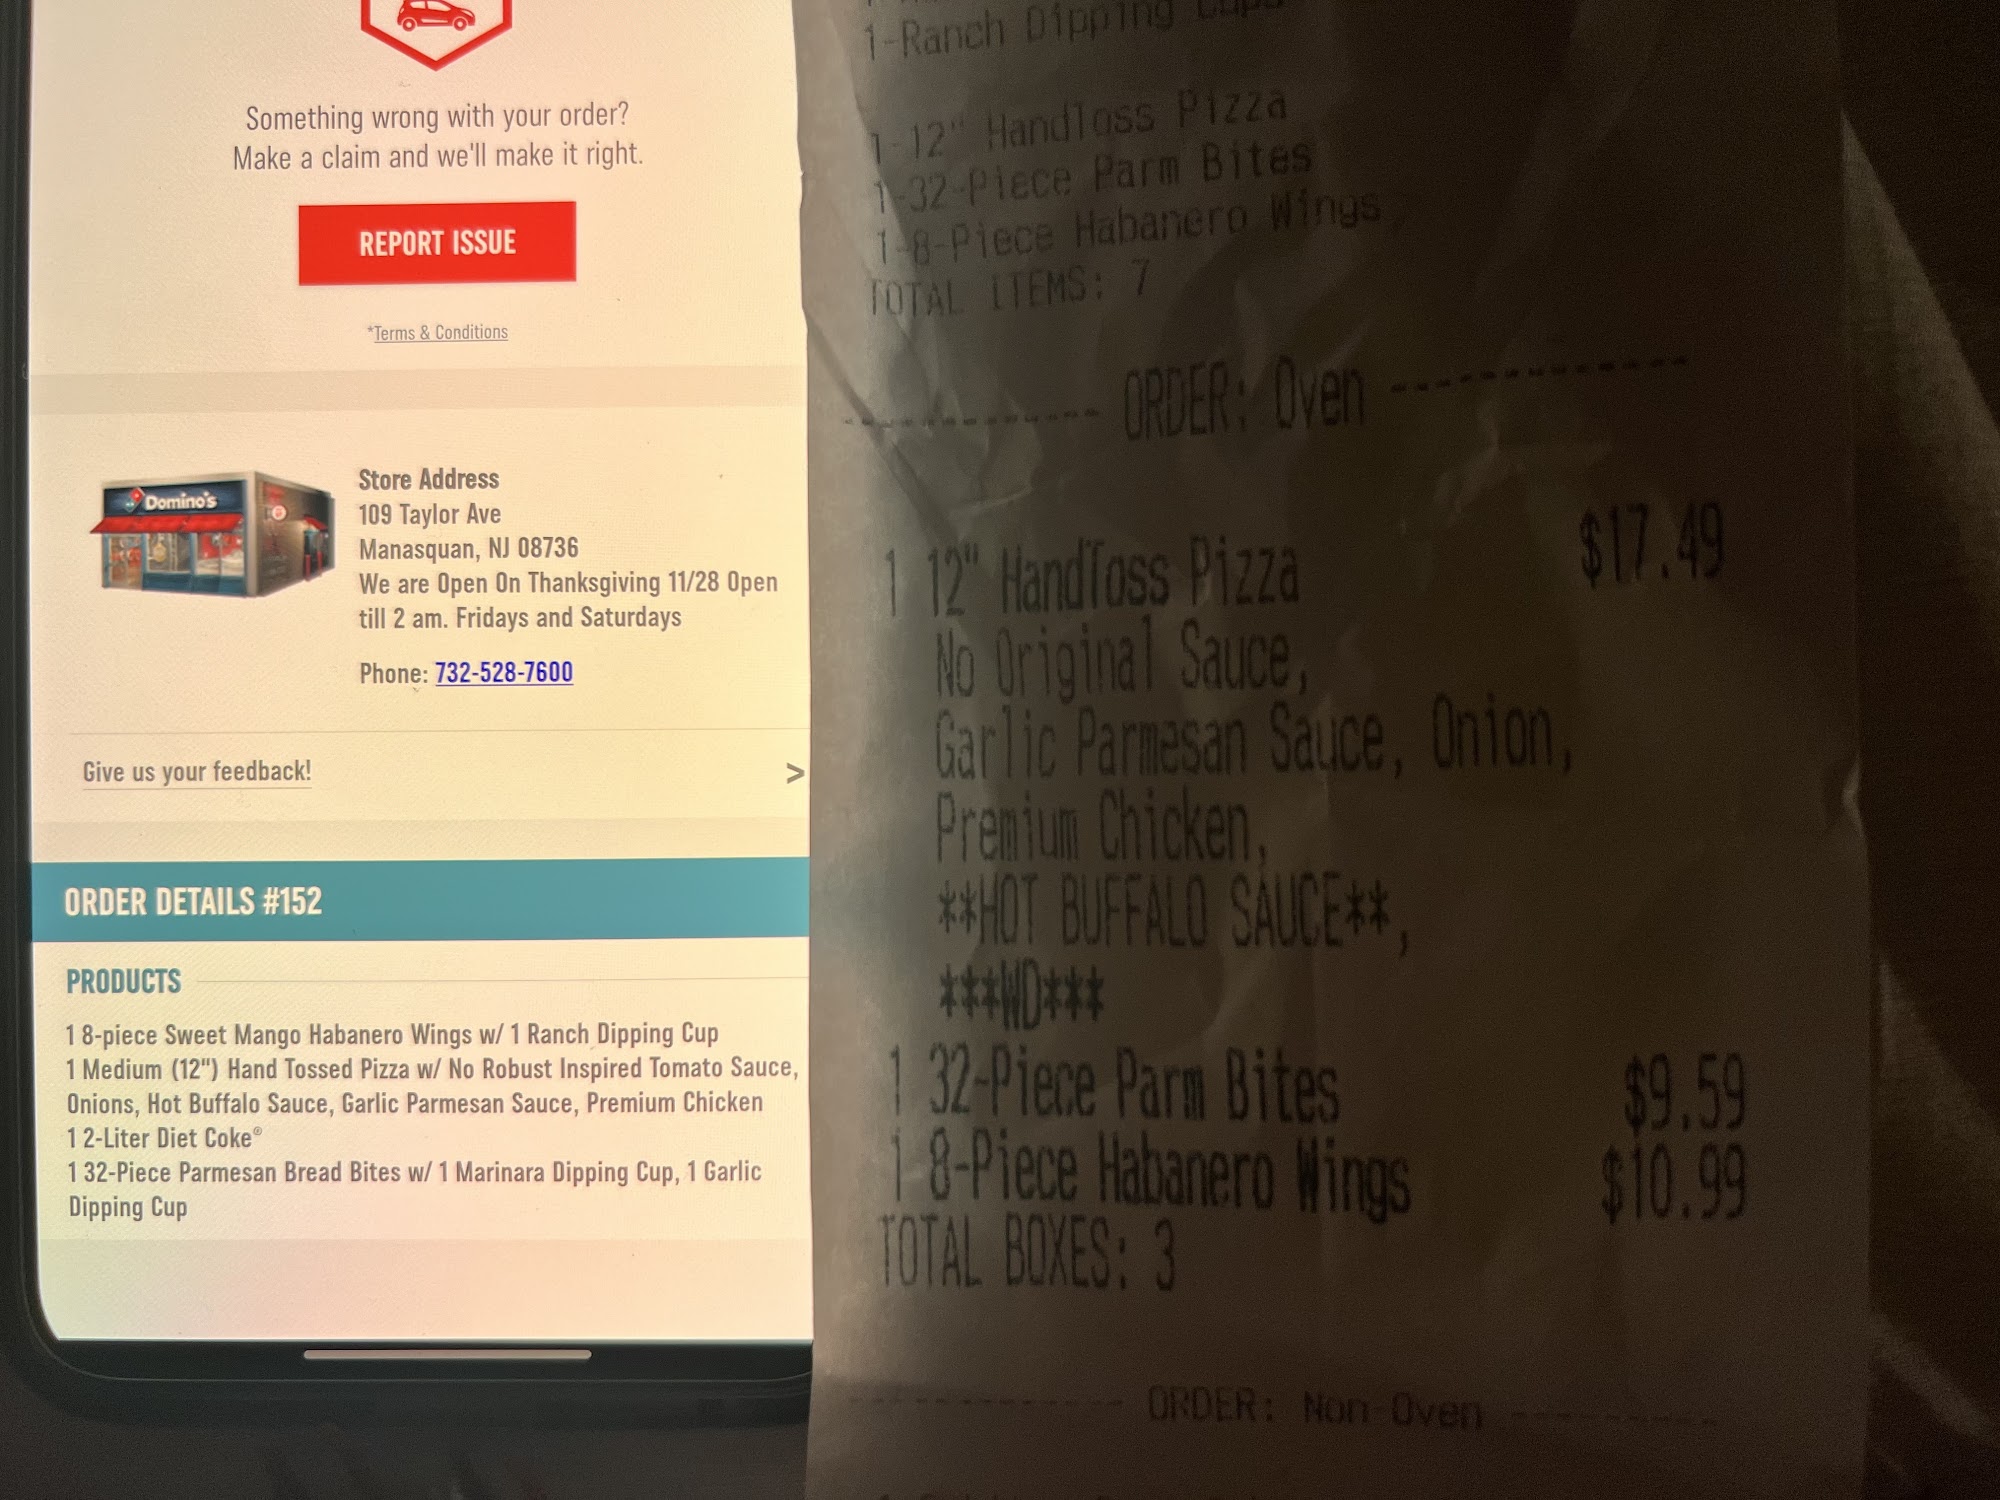 Something wrong with your order?
Make a claim and we'll make it right.
REPORT ISSUE
*Terms & Conditions
Domino's
Store Address
109 Taylor Ave
Manasquan, NJ 08736
We are Open On Thanksgiving 11/28 Open
till 2 am. Fridays and Saturdays
Phone: 732-528-7600
Give us your feedback!
>
ORDER DETAILS #152
PRODUCTS
1 8-piece Sweet Mango Habanero Wings w/ 1 Ranch Dipping Cup
1 Medium (12") Hand Tossed Pizza w/ No Robust Inspired Tomato Sauce,
Onions, Hot Buffalo Sauce, Garlic Parmesan Sauce, Premium Chicken
1 2-Liter Diet Coke®
1 32-Piece Parmesan Bread Bites w/ 1 Marinara Dipping Cup, 1 Garlic
Dipping Cup
1-Ranch Dipping Cups
1-12" HandToss Pizza
1-32-Piece Parm Bites
1-8-Piece Habanero Wings
TOTAL ITEMS: 7
------------- ORDER: Oven -------------
1 12" HandToss Pizza $17.49
No Original Sauce,
Garlic Parmesan Sauce, Onion,
Premium Chicken,
**HOT BUFFALO SAUCE**,
***WD***
1 32-Piece Parm Bites $9.59
1 8-Piece Habanero Wings $10.99
TOTAL BOXES: 3
------------- ORDER: Non-Oven -----------